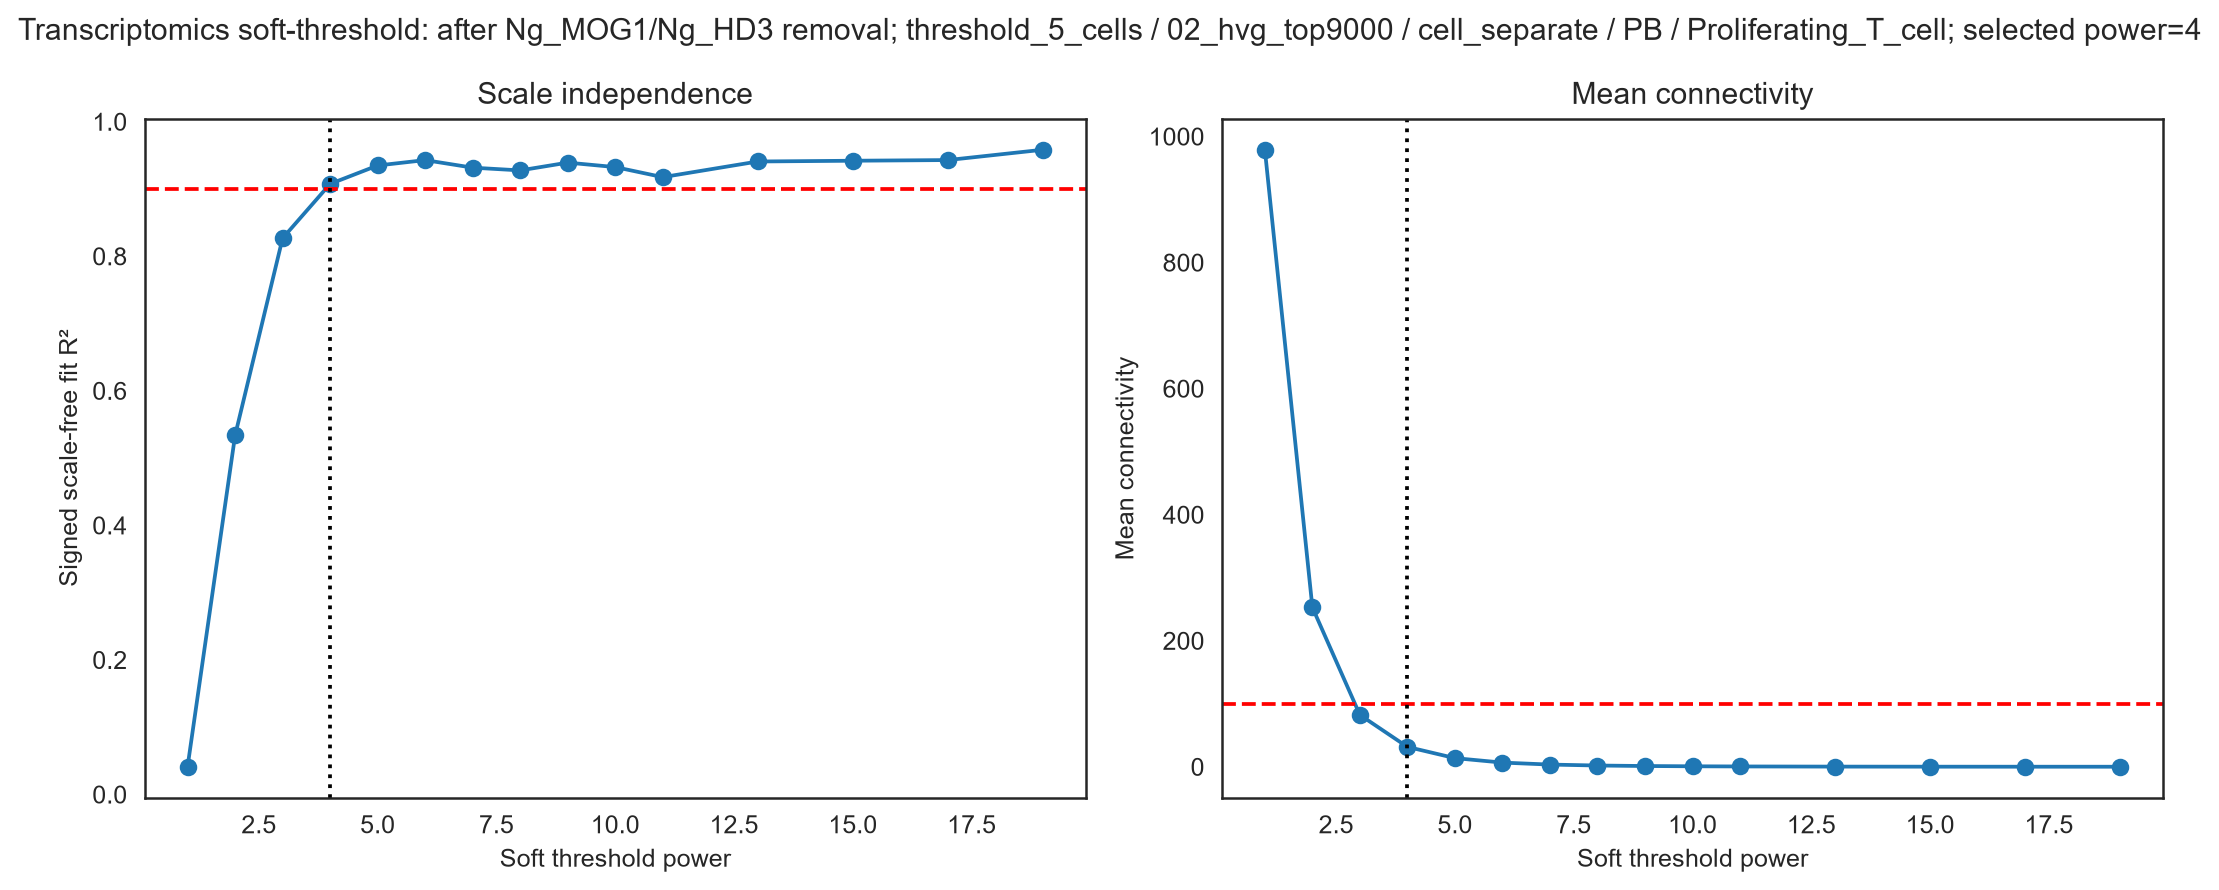 Transcriptomics soft-threshold: after Ng_MOG1/Ng_HD3 removal; threshold_5_cells / 02_hvg_top9000 / cell_separate / PB / Proliferating_T_cell; selected power=4
Scale independence
Signed scale-free fit R²
1.0
0.8
0.6
0.4
0.2
0.0
2.5 5.0 7.5 10.0 12.5 15.0 17.5
Soft threshold power
Mean connectivity
Mean connectivity
1000
800
600
400
200
0
2.5 5.0 7.5 10.0 12.5 15.0 17.5
Soft threshold power